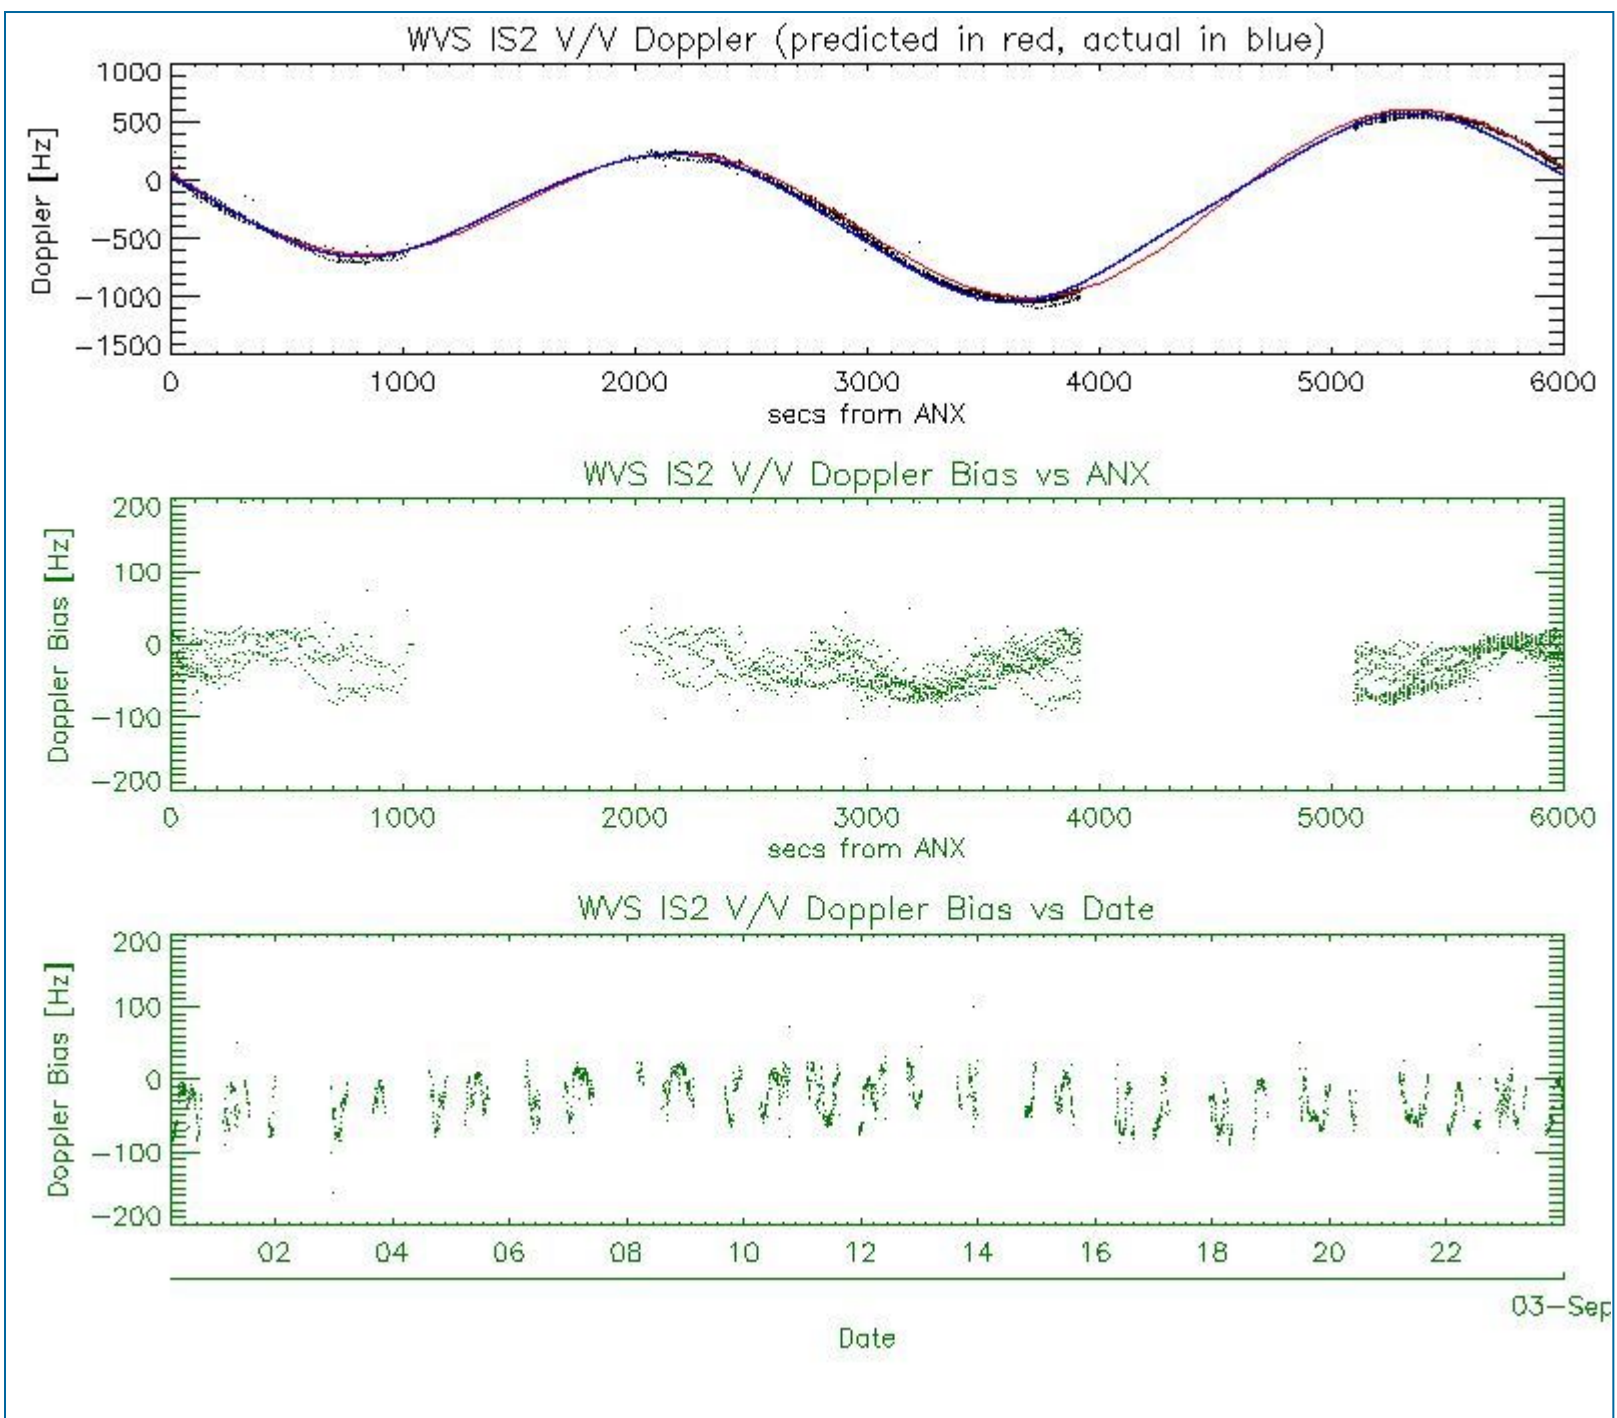 WVS IS2 V/V Doppler (predicted in red, actual in blue)
1000
500
0
-500
-1000
-1500
Doppler [Hz]
0 1000 2000 3000 4000 5000 6000
secs from ANX
WVS IS2 V/V Doppler Bias vs ANX
200
100
0
-100
-200
Doppler Bias [Hz]
0 1000 2000 3000 4000 5000 6000
secs from ANX
WVS IS2 V/V Doppler Bias vs Date
200
100
0
-100
-200
Doppler Bias [Hz]
02 04 06 08 10 12 14 16 18 20 22
03-Sep
Date